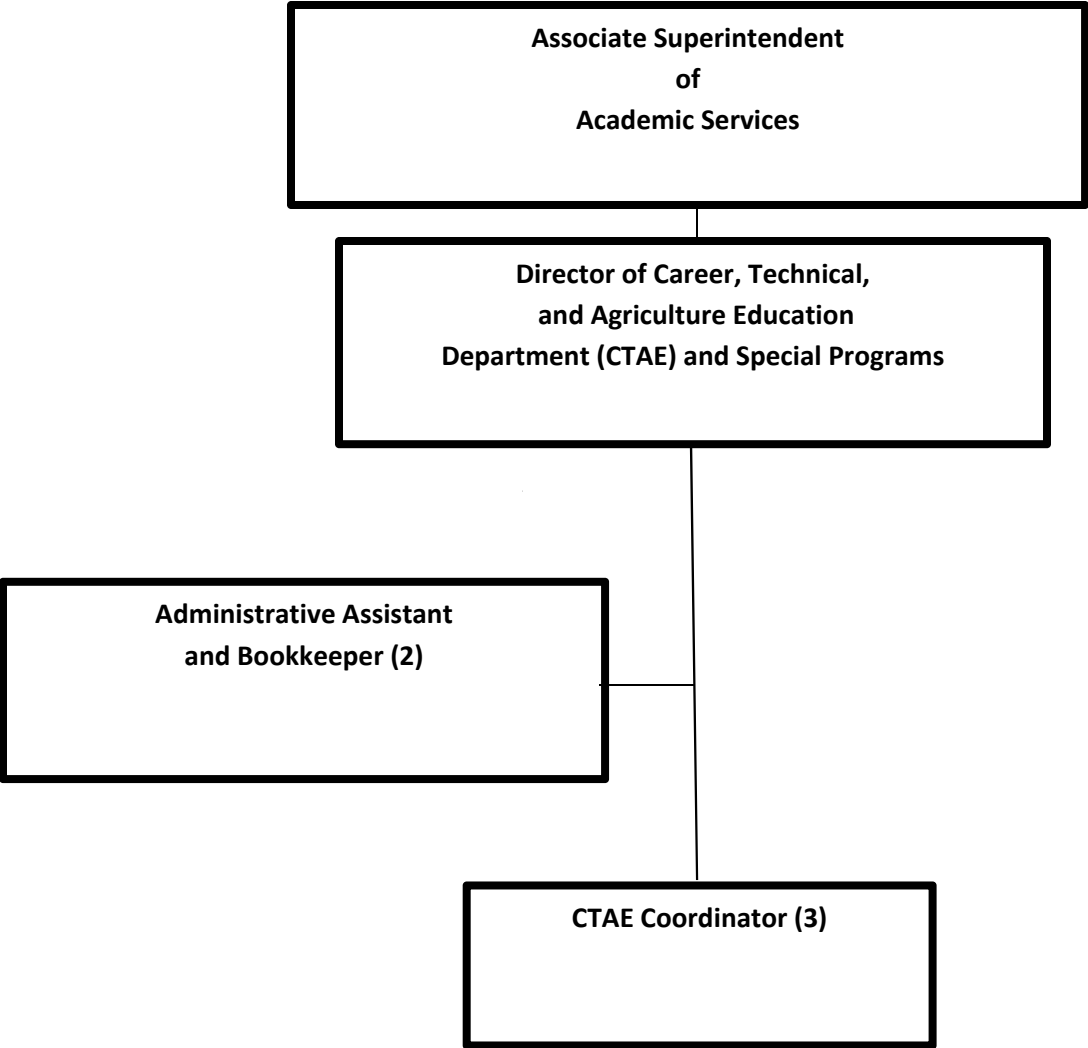 Associate Superintendent
of
Academic Services
Director of Career, Technical,
and Agriculture Education
Department (CTAE) and Special Programs
Administrative Assistant
and Bookkeeper (2)
CTAE Coordinator (3)